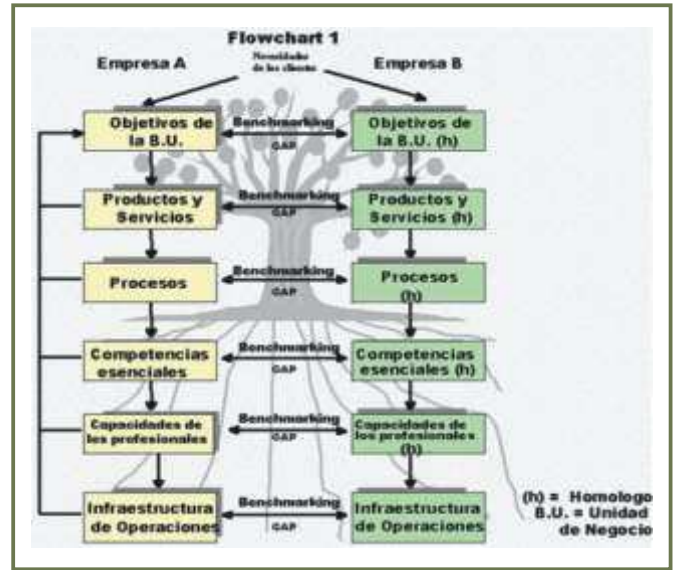 Flowchart 1
Necesidades
de los clientes
Empresa A
Empresa B
Objetivos de
la B.U.
Benchmarking
GAP
Objetivos de
la B.U. (h)
Productos y
Servicios
Benchmarking
GAP
Productos y
Servicios (h)
Procesos
Benchmarking
GAP
Procesos
(h)
Competencias
esenciales
Benchmarking
GAP
Competencias
esenciales (h)
Capacidades de
los profesionales
Benchmarking
GAP
Capacidades de
los profesionales
(h)
Infraestructura
de Operaciones
Benchmarking
GAP
Infraestructura
de Operaciones
(h) = Homologo
B.U. = Unidad
de Negocio